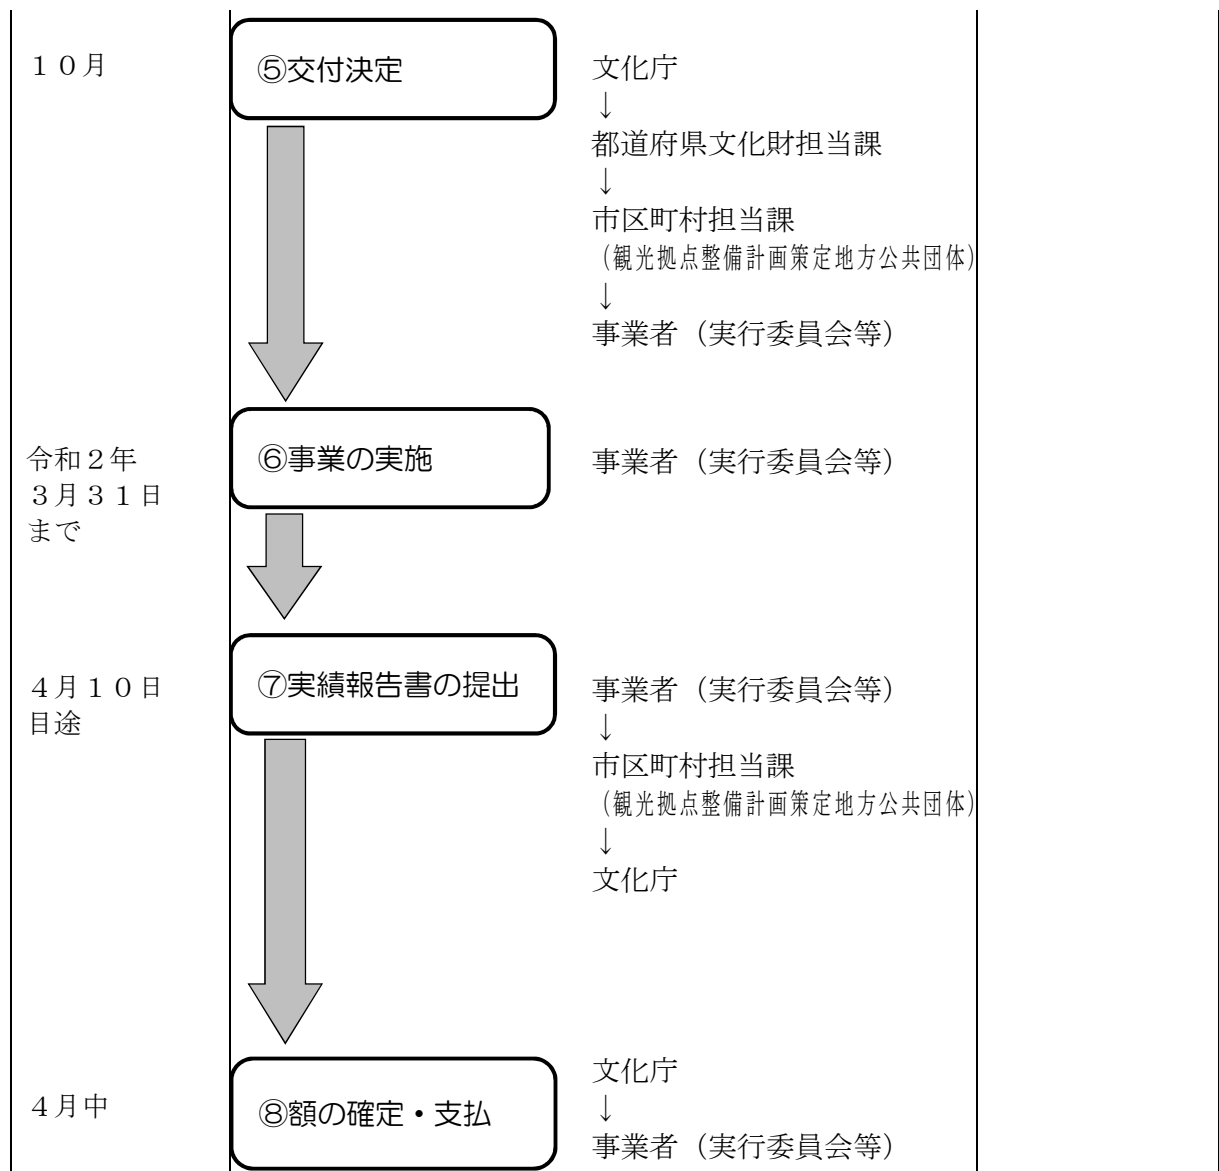 １０月
⑤交付決定
文化庁
↓
都道府県文化財担当課
↓
市区町村担当課
（観光拠点整備計画策定地方公共団体）
↓
事業者（実行委員会等）
令和２年
３月３１日
まで
⑥事業の実施
事業者（実行委員会等）
４月１０日
目途
⑦実績報告書の提出
事業者（実行委員会等）
↓
市区町村担当課
（観光拠点整備計画策定地方公共団体）
↓
文化庁
４月中
⑧額の確定・支払
文化庁
↓
事業者（実行委員会等）